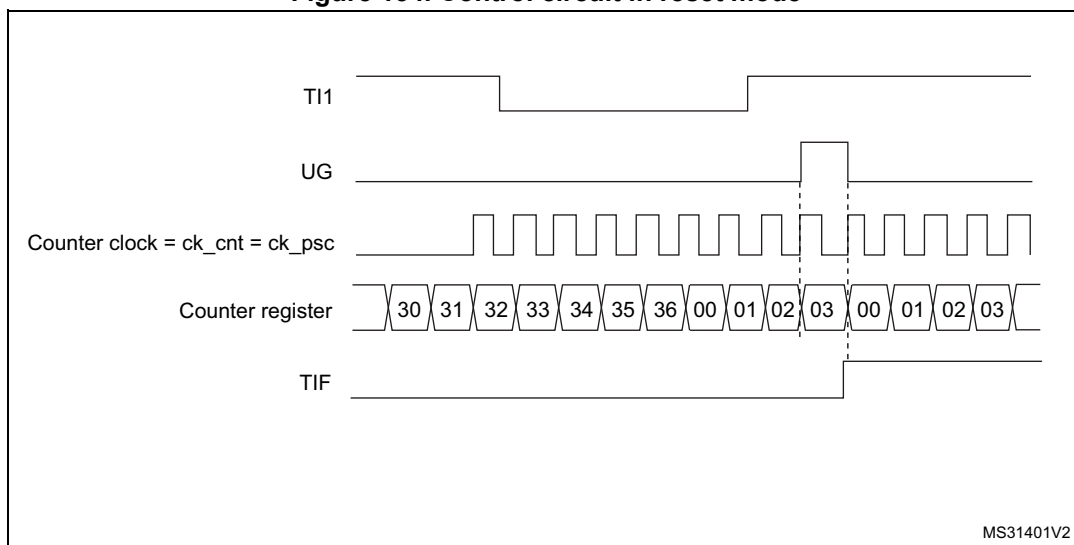 TI1
UG
Counter clock = ck_cnt = ck_psc
Counter register 30 31 32 33 34 35 36 00 01 02 03 00 01 02 03
TIF
MS31401V2